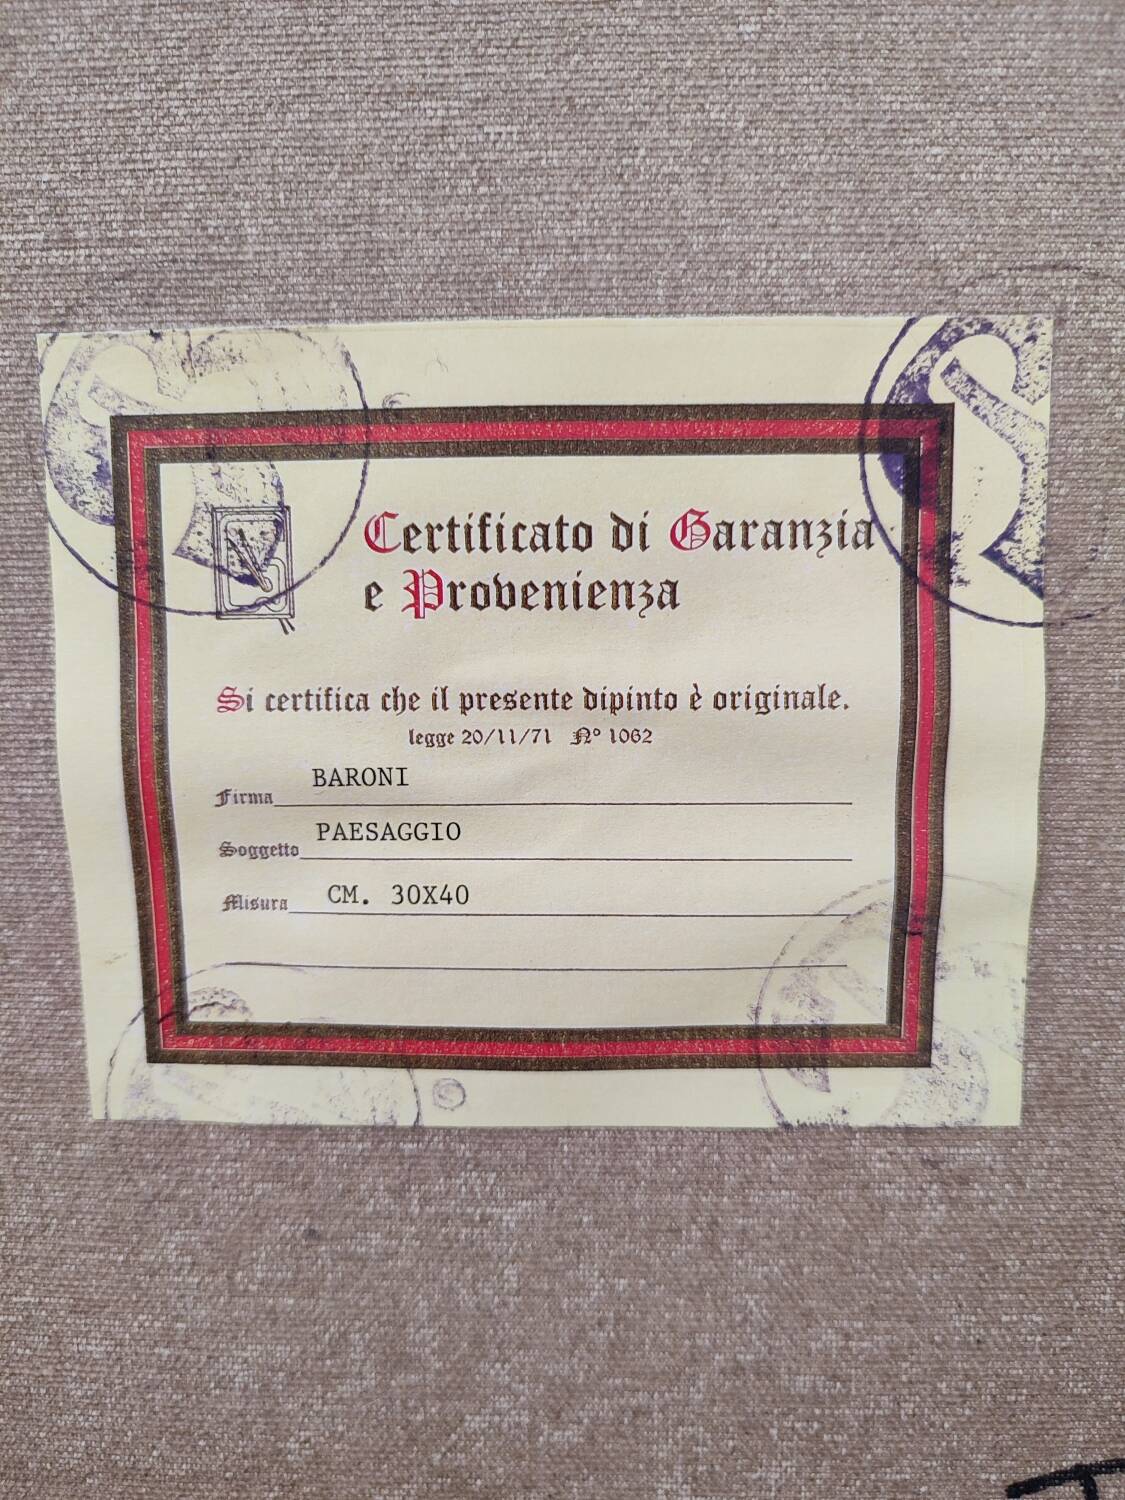 Certificato di Garanzia
e Provenienza
Si certifica che il presente dipinto è originale.
legge 20/11/71 Nº 1062
Firma BARONI
Soggetto PAESAGGIO
Misura CM. 30X40